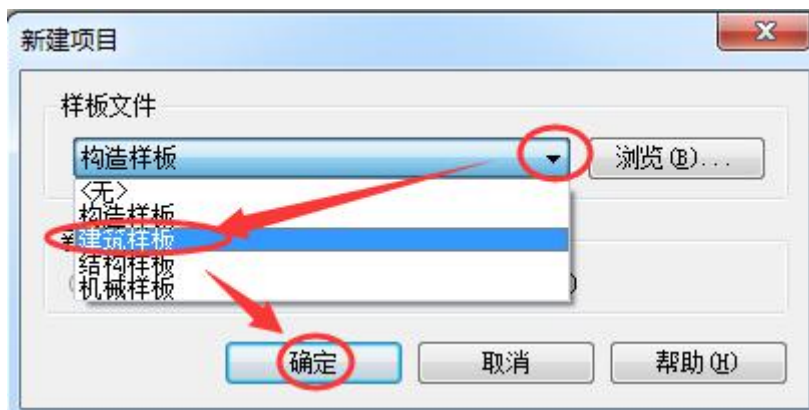 新建项目
样板文件
构造样板
浏览(B)...
<无>
构造样板
建筑样板
结构样板
机械样板
确定
取消
帮助(H)